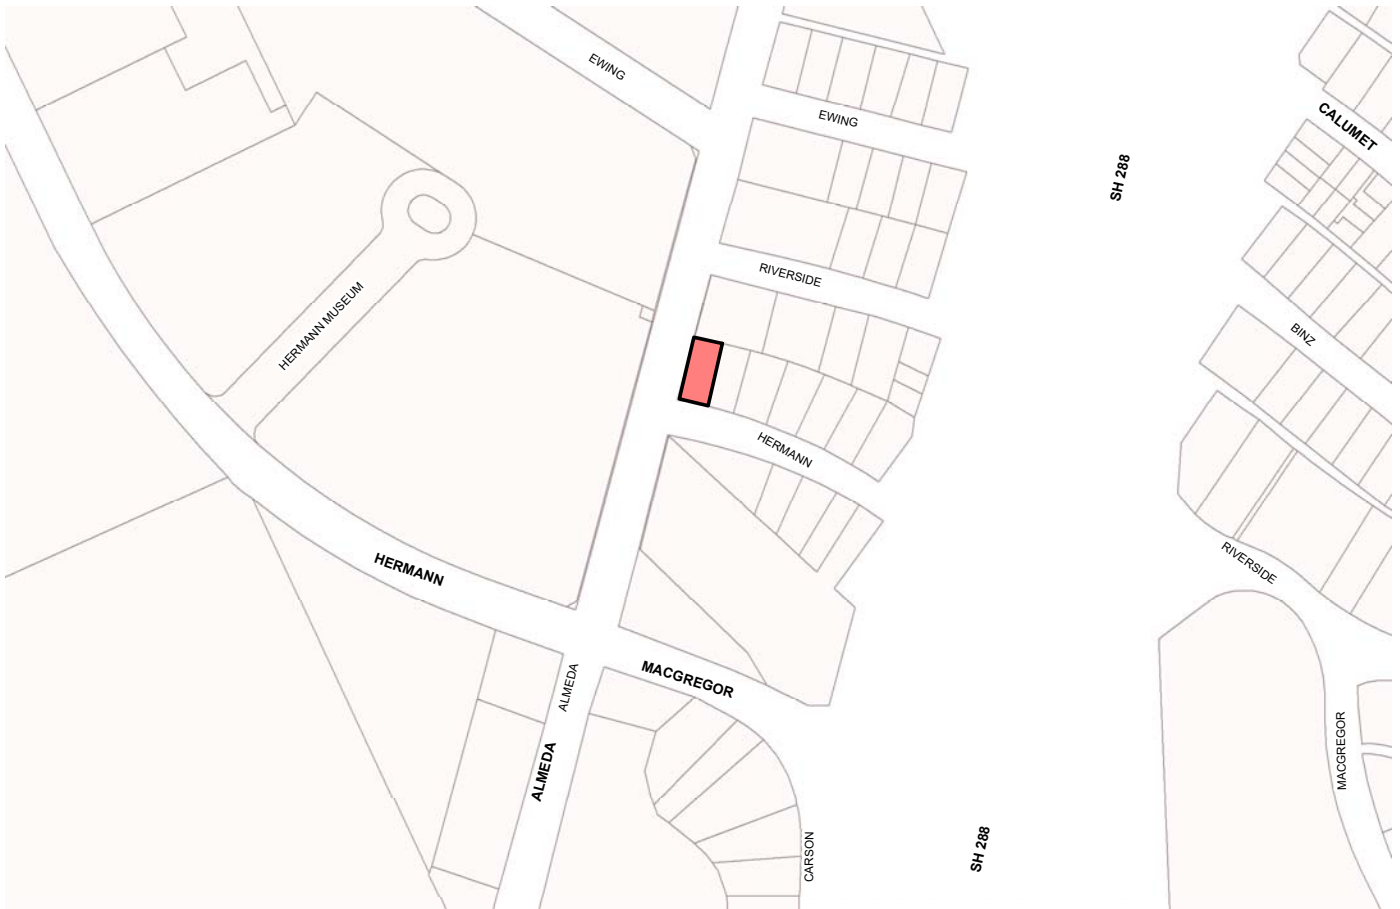 EWING
EWING
CALUMET
SH 288
RIVERSIDE
HERMANN MUSEUM
BINZ
HERMANN
RIVERSIDE
HERMANN
MACGREGOR
ALMEDA
ALMEDA
MACGREGOR
CARSON
SH 288